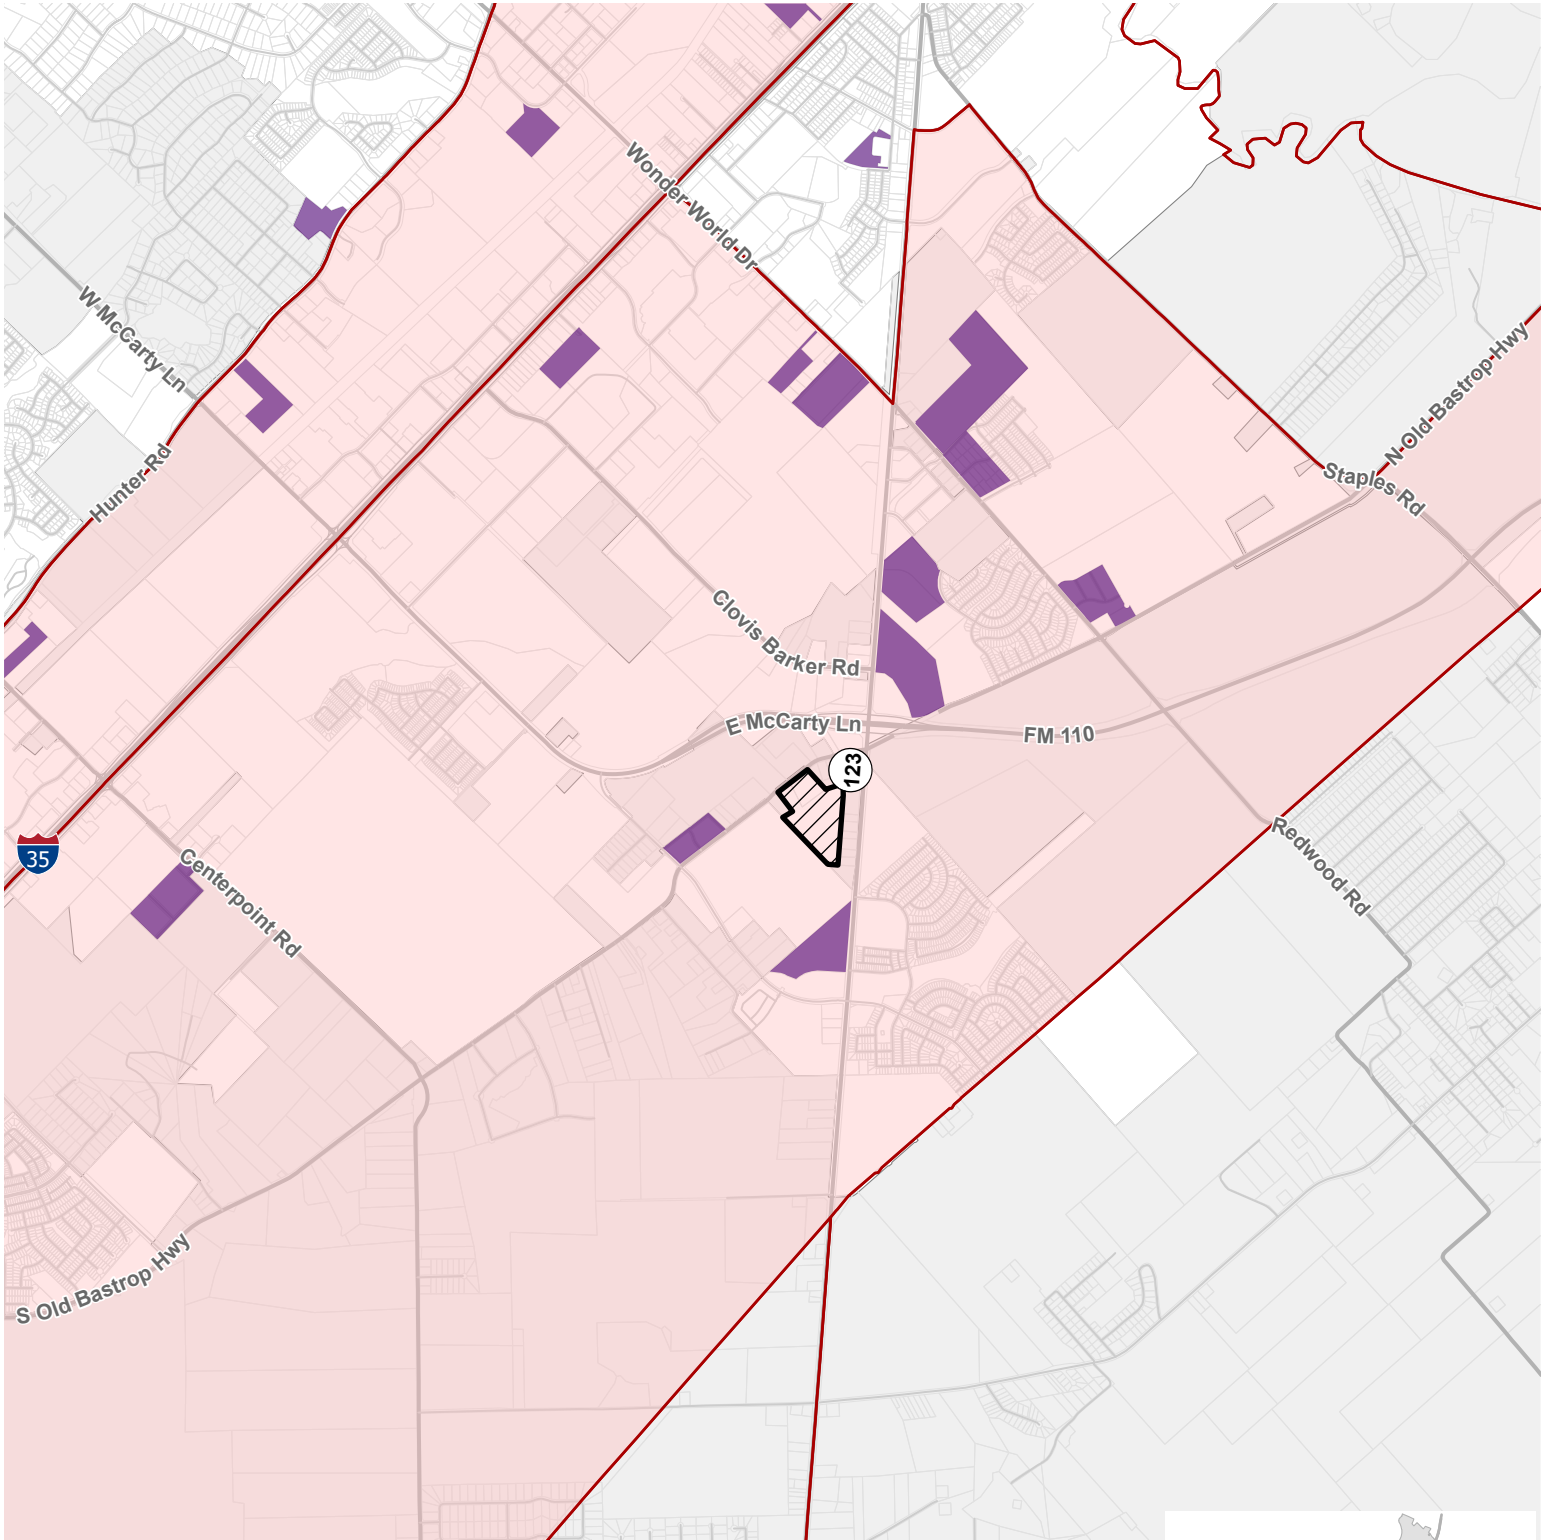 Wonder World Dr
W McCarty Ln
N Old Bastrop Hwy
Hunter Rd
Staples Rd
Clovis Barker Rd
E McCarty Ln
FM 110
123
35
Centerpoint Rd
Redwood Rd
S Old Bastrop Hwy